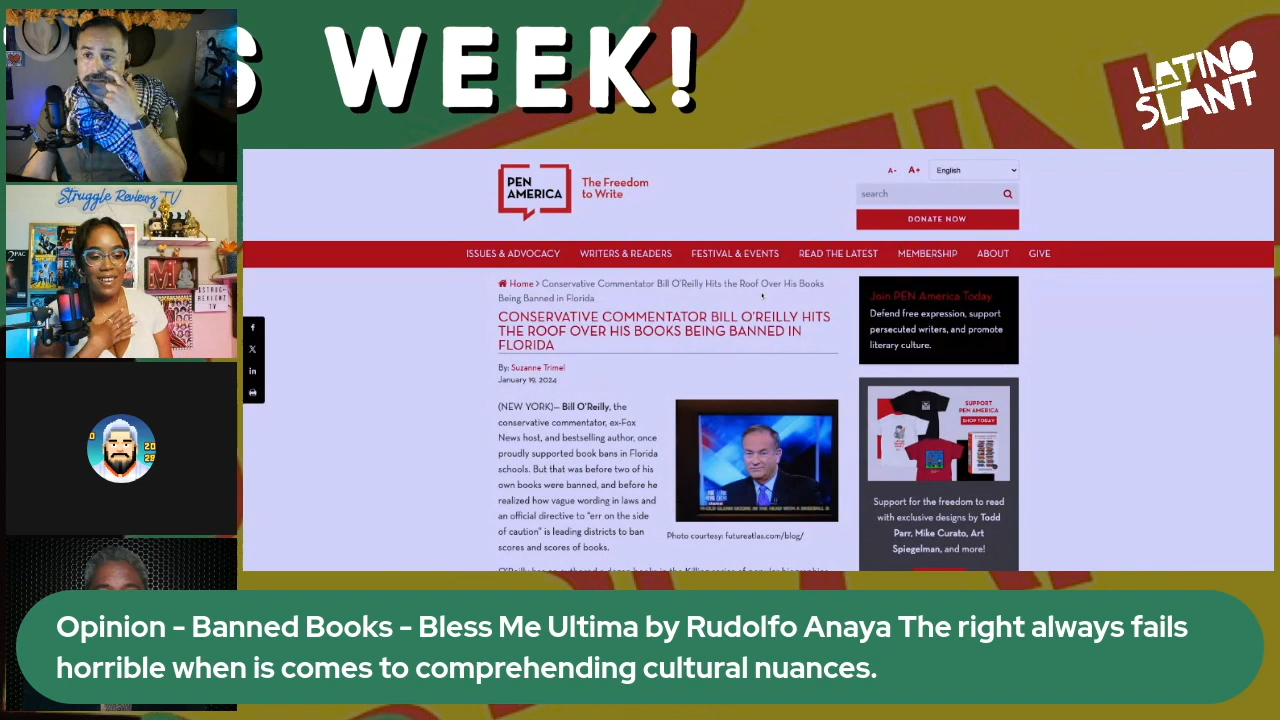 S WEEK!
LATINO
SLANT
Struggle Reviewz TV
2PAC
0
20
28
PEN
AMERICA
The Freedom
to Write
A-
A+
English
search
DONATE NOW
ISSUES & ADVOCACY
WRITERS & READERS
FESTIVAL & EVENTS
READ THE LATEST
MEMBERSHIP
ABOUT
GIVE
Home > Conservative Commentator Bill O'Reilly Hits the Roof Over His Books
Being Banned in Florida
CONSERVATIVE COMMENTATOR BILL O'REILLY HITS
THE ROOF OVER HIS BOOKS BEING BANNED IN
FLORIDA
By: Suzanne Trimel
January 19, 2024
(NEW YORK)— Bill O'Reilly, the
conservative commentator, ex-Fox
News host, and bestselling author, once
proudly supported book bans in Florida
schools. But that was before two of his
own books were banned, and before he
realized how vague wording in laws and
an official directive to "err on the side
of caution" is leading districts to ban
scores and scores of books.
Photo courtesy: futureatlas.com/blog/
Join PEN America Today
Defend free expression, support
persecuted writers, and promote
literary culture.
SUPPORT
PEN AMERICA
SHOP TODAY
Support for the freedom to read
with exclusive designs by Todd
Parr, Mike Curato, Art
Spiegelman, and more!
Opinion - Banned Books - Bless Me Ultima by Rudolfo Anaya The right always fails
horrible when is comes to comprehending cultural nuances.